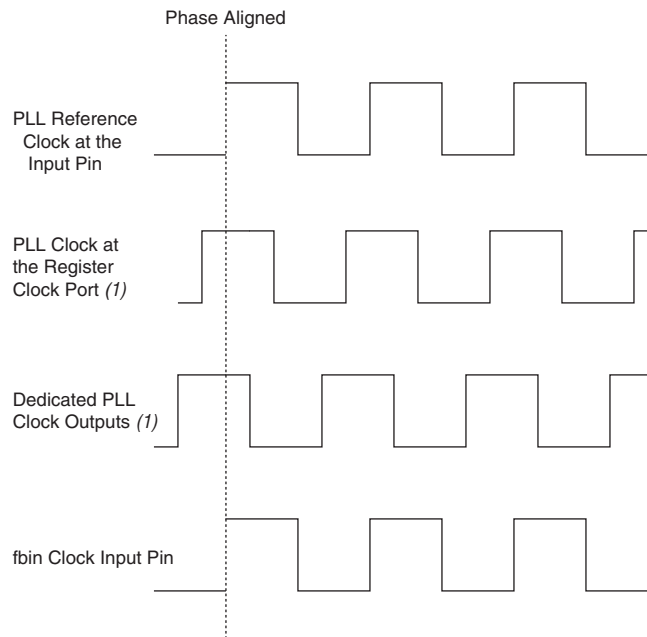 Phase Aligned
PLL Reference
Clock at the
Input Pin
PLL Clock at
the Register
Clock Port (1)
Dedicated PLL
Clock Outputs (1)
fbin Clock Input Pin